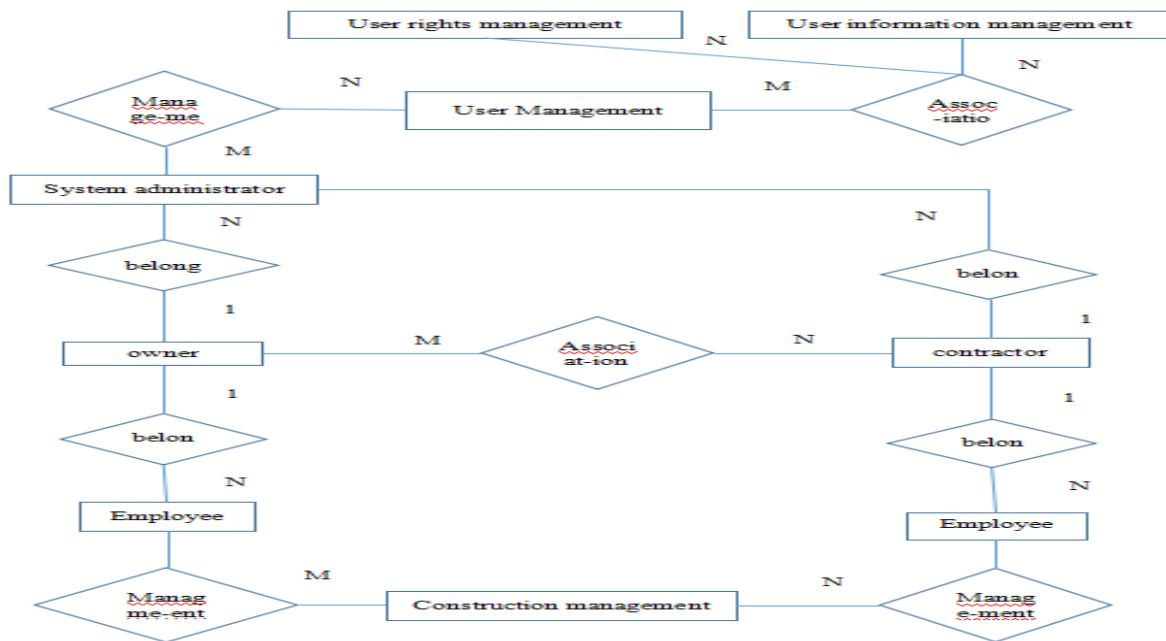 User rights management
User information management
N
N
N
M
Mana
ge-me
User Management
Assoc
-iatio
M
System administrator
N
N
belong
belon
1
1
owner
M
Associ
at-ion
N
contractor
1
1
belon
belon
N
N
Employee
Employee
M
N
Manag
me-ent
Construction management
Manag
e-ment